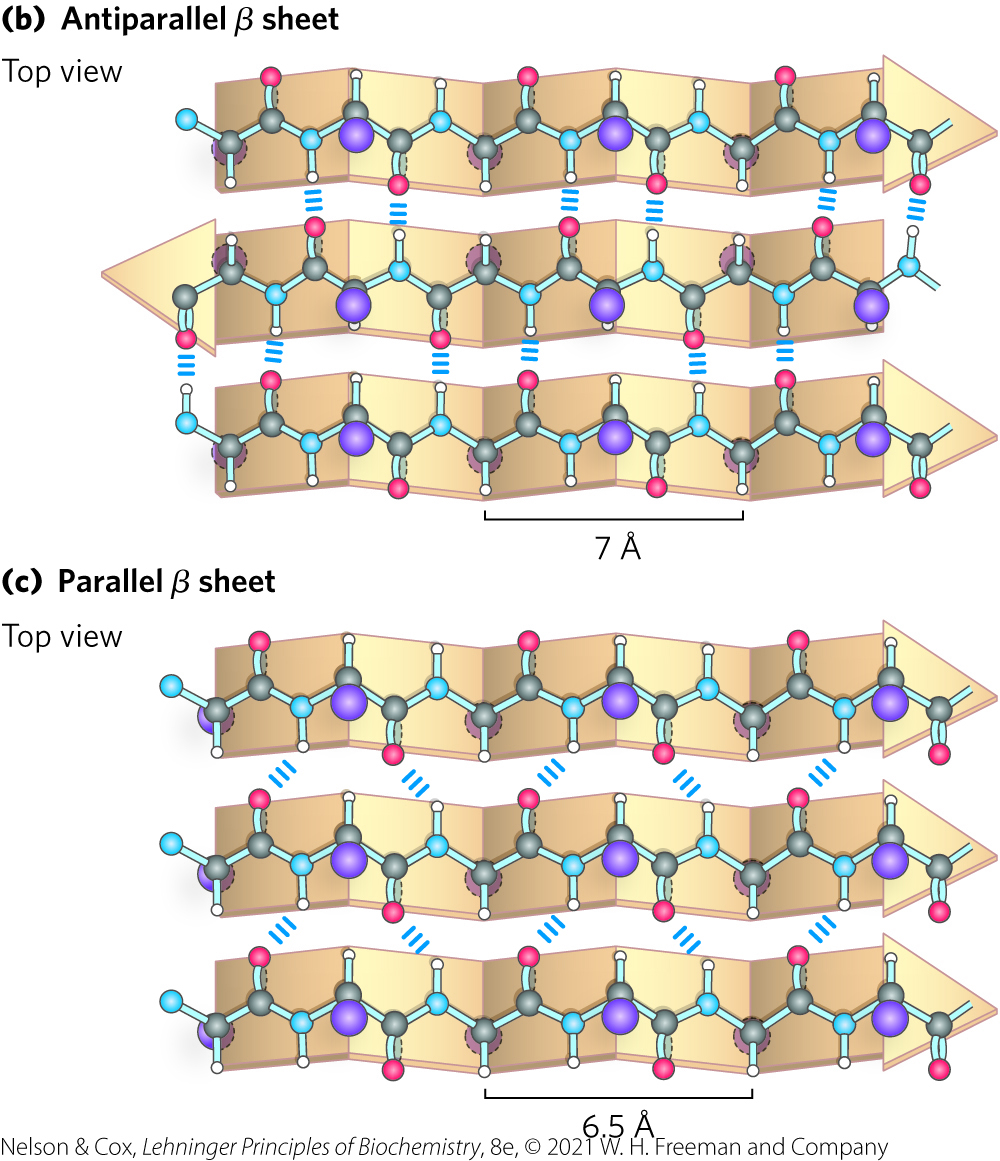 (b) Antiparallel β sheet
Top view
7 Å
(c) Parallel β sheet
Top view
6.5 Å
Nelson & Cox, Lehninger Principles of Biochemistry, 8e, © 2021 W. H. Freeman and Company